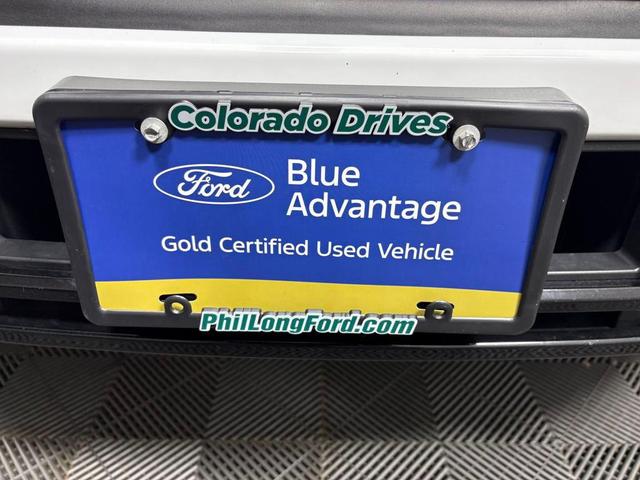 Colorado Drives
Ford
Blue
Advantage
Gold Certified Used Vehicle
PhilLongFord.com